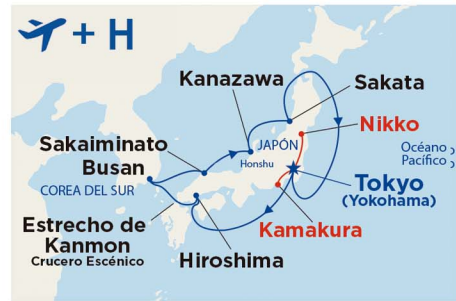 + H
Kanazawa
Sakata
Nikko
Sakaiminato
JAPÓN
Honshu
Océano
Pacífico
Busan
COREA DEL SUR
Tokyo
(Yokohama)
Estrecho de
Kanmon
Crucero Escénico
Kamakura
Hiroshima